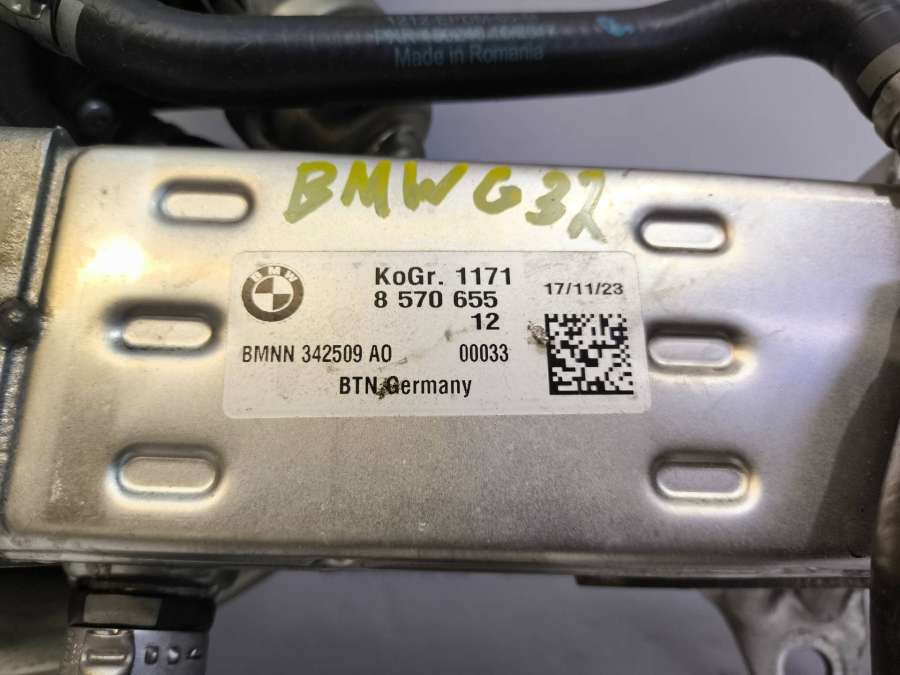 Made in Romania
BMW G32
BMW
KoGr. 1171
8 570 655
17/11/23
12
BMNN 342509 AO
00033
BTN Germany